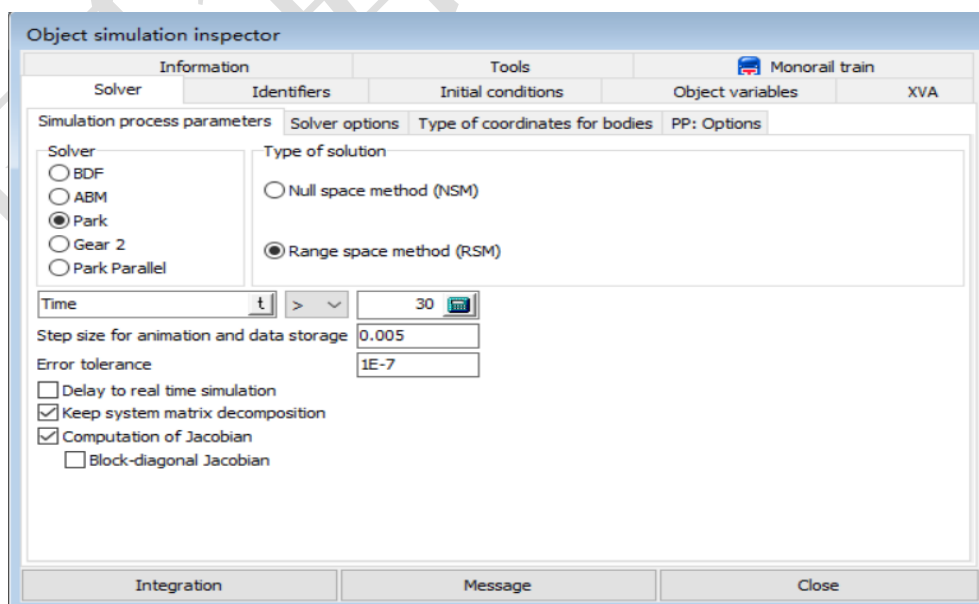 Object simulation inspector
Information Tools Monorail train
Solver Identifiers Initial conditions Object variables XVA
Simulation process parameters Solver options Type of coordinates for bodies PP: Options
Solver Type of solution
BDF
Null space method (NSM)
ABM
Park
Gear 2
Range space method (RSM)
Park Parallel
Time t > 30
Step size for animation and data storage 0.005
Error tolerance 1E-7
Delay to real time simulation
Keep system matrix decomposition
Computation of Jacobian
Block-diagonal Jacobian
Integration Message Close